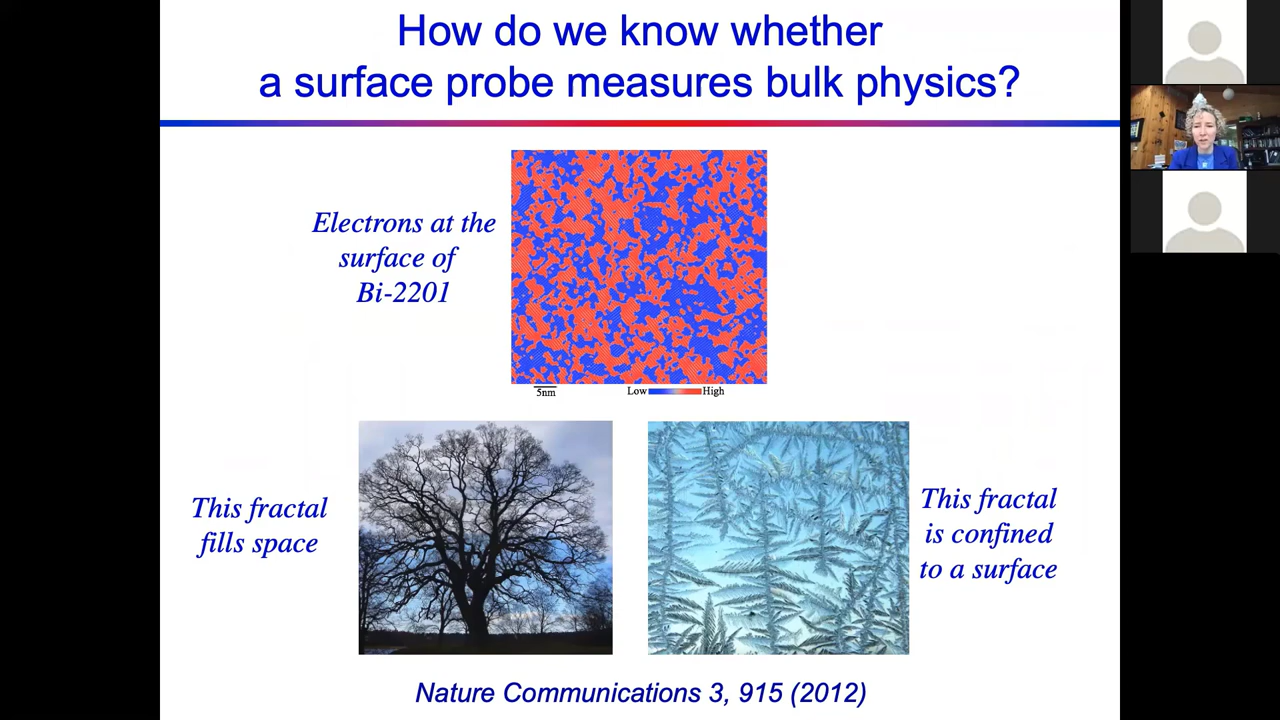 How do we know whether
a surface probe measures bulk physics?
Electrons at the
surface of
Bi-2201
5nm
Low High
This fractal
fills space
This fractal
is confined
to a surface
Nature Communications 3, 915 (2012)